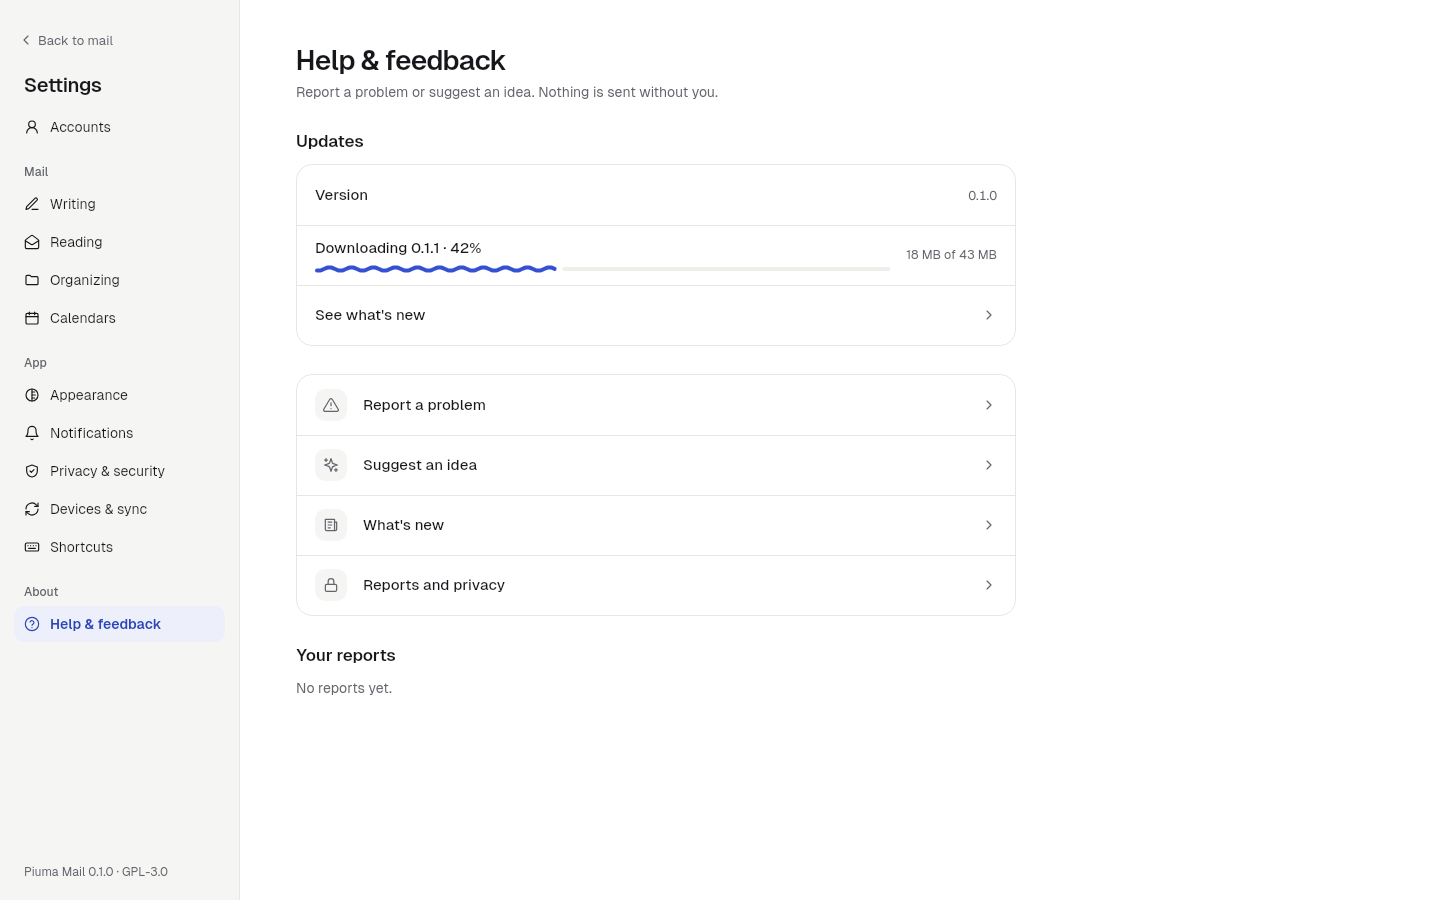 Back to mail
Settings
Accounts
Mail
Writing
Reading
Organizing
Calendars
App
Appearance
Notifications
Privacy & security
Devices & sync
Shortcuts
About
Help & feedback
Piuma Mail 0.1.0 · GPL-3.0
Help & feedback
Report a problem or suggest an idea. Nothing is sent without you.
Updates
Version 0.1.0
Downloading 0.1.1 · 42% 18 MB of 43 MB
See what's new
Report a problem
Suggest an idea
What's new
Reports and privacy
Your reports
No reports yet.